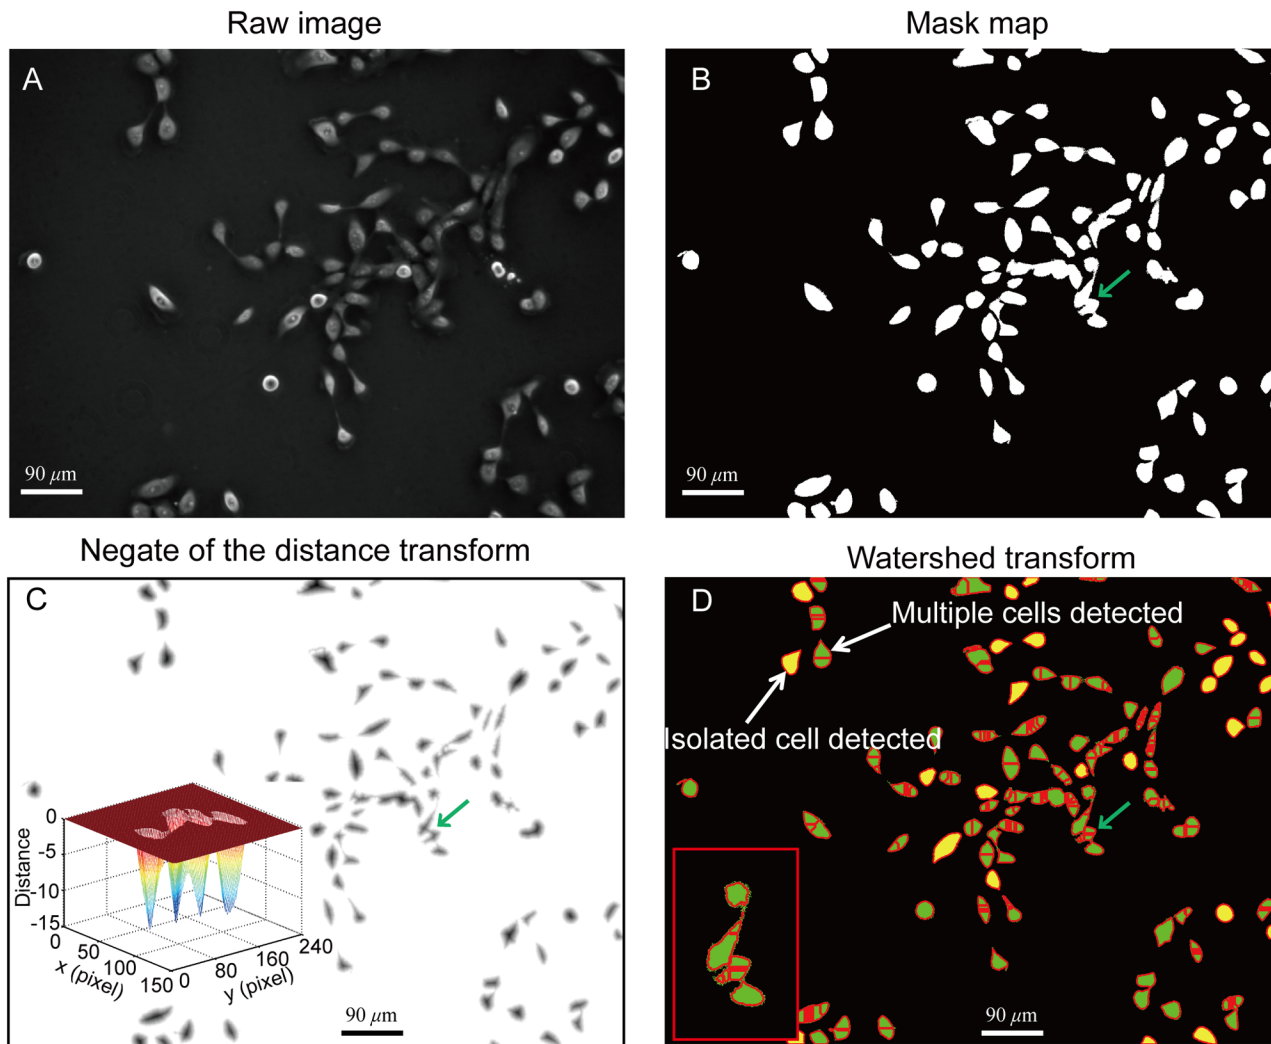 Raw image
Mask map
A
B
90 μm
90 μm
Negate of the distance transform
Watershed transform
C
D
Multiple cells detected
Isolated cell detected
0
-5
-10
-15
Distance
0
50
100
150
x (pixel)
0
80
160
240
y (pixel)
90 μm
90 μm